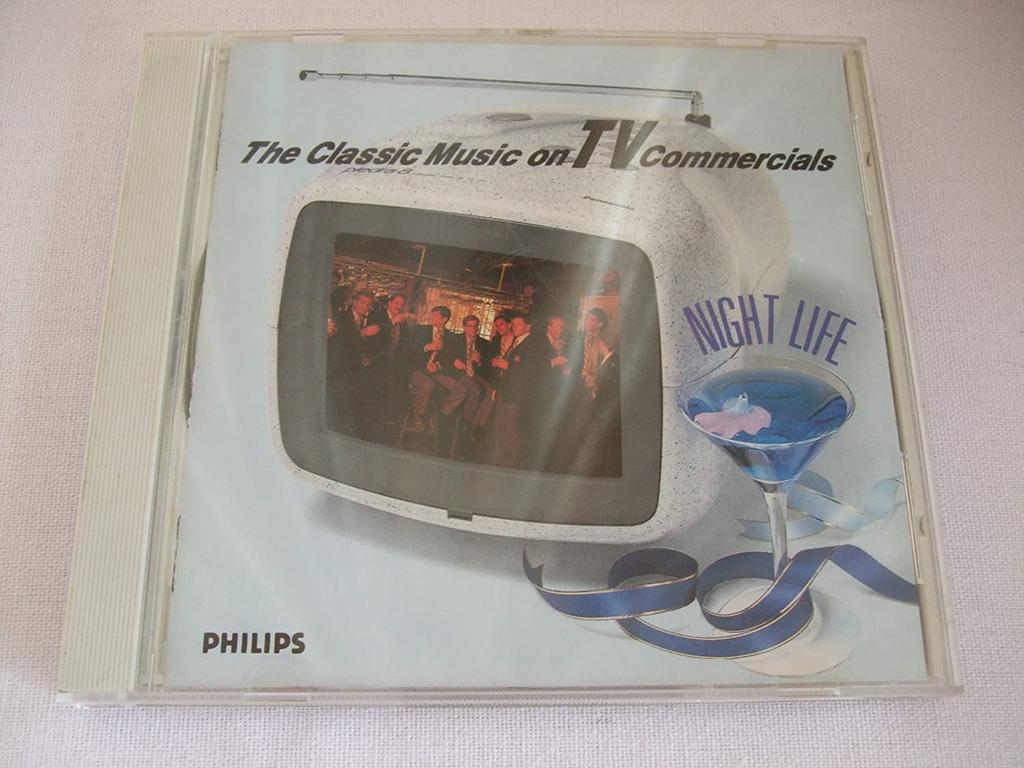 The Classic Music on TV Commercials
NIGHT LIFE
PHILIPS